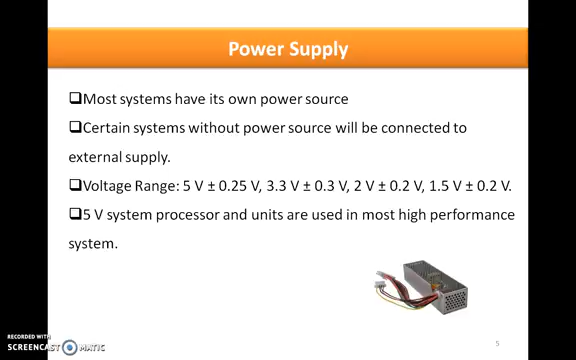 Power Supply
❑Most systems have its own power source
❑Certain systems without power source will be connected to
external supply.
❑Voltage Range: 5 V ± 0.25 V, 3.3 V ± 0.3 V, 2 V ± 0.2 V, 1.5 V ± 0.2 V.
❑5 V system processor and units are used in most high performance
system.
5
RECORDED WITH
SCREENCAST MATIC